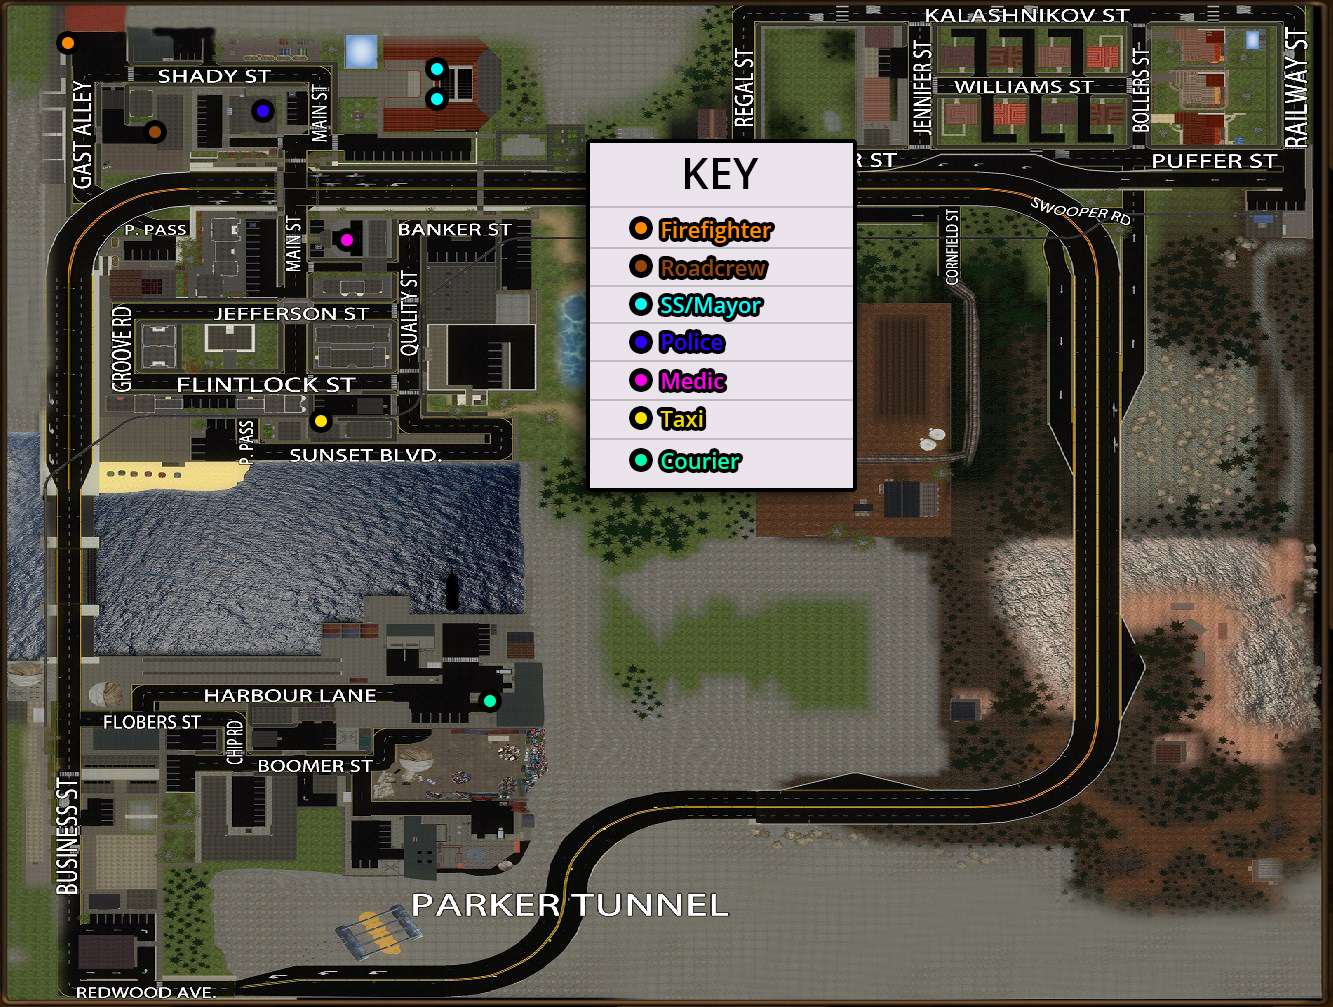 KALASHNIKOV ST
SHADY ST
GAST ALLEY
MAIN ST
REGAL ST
JENNIFER ST
WILLIAMS ST
BOLLERS ST
RAILWAY ST
R ST
PUFFER ST
SWOOPER RD
CORNFIELD ST
P. PASS
MAIN ST
BANKER ST
QUALITY ST
JEFFERSON ST
GROOVE RD
FLINTLOCK ST
P. PASS
SUNSET BLVD.
KEY
Firefighter
Roadcrew
SS/Mayor
Police
Medic
Taxi
Courier
HARBOUR LANE
FLOBERS ST
CHIP RD
BOOMER ST
BUSINESS ST
PARKER TUNNEL
REDWOOD AVE.